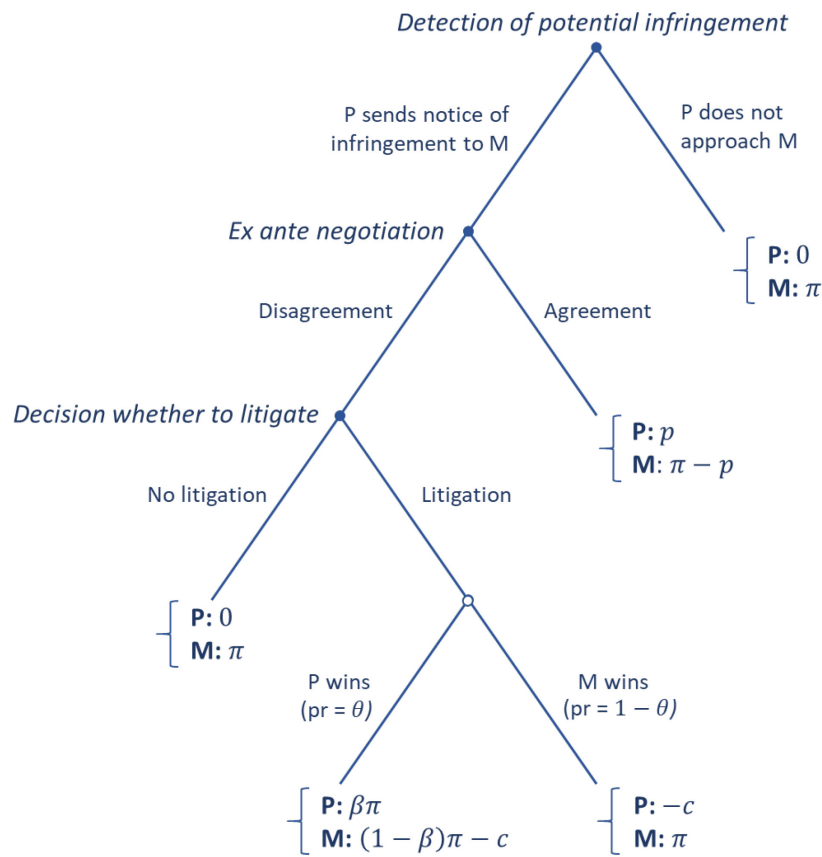 Detection of potential infringement
P sends notice of
infringement to M
P does not
approach M
Ex ante negotiation
P: 0
M: π
Disagreement
Agreement
Decision whether to litigate
P: p
M: π − p
No litigation
Litigation
P: 0
M: π
P wins
(pr = θ)
M wins
(pr = 1 − θ)
P: βπ
M: (1 − β)π − c
P: −c
M: π